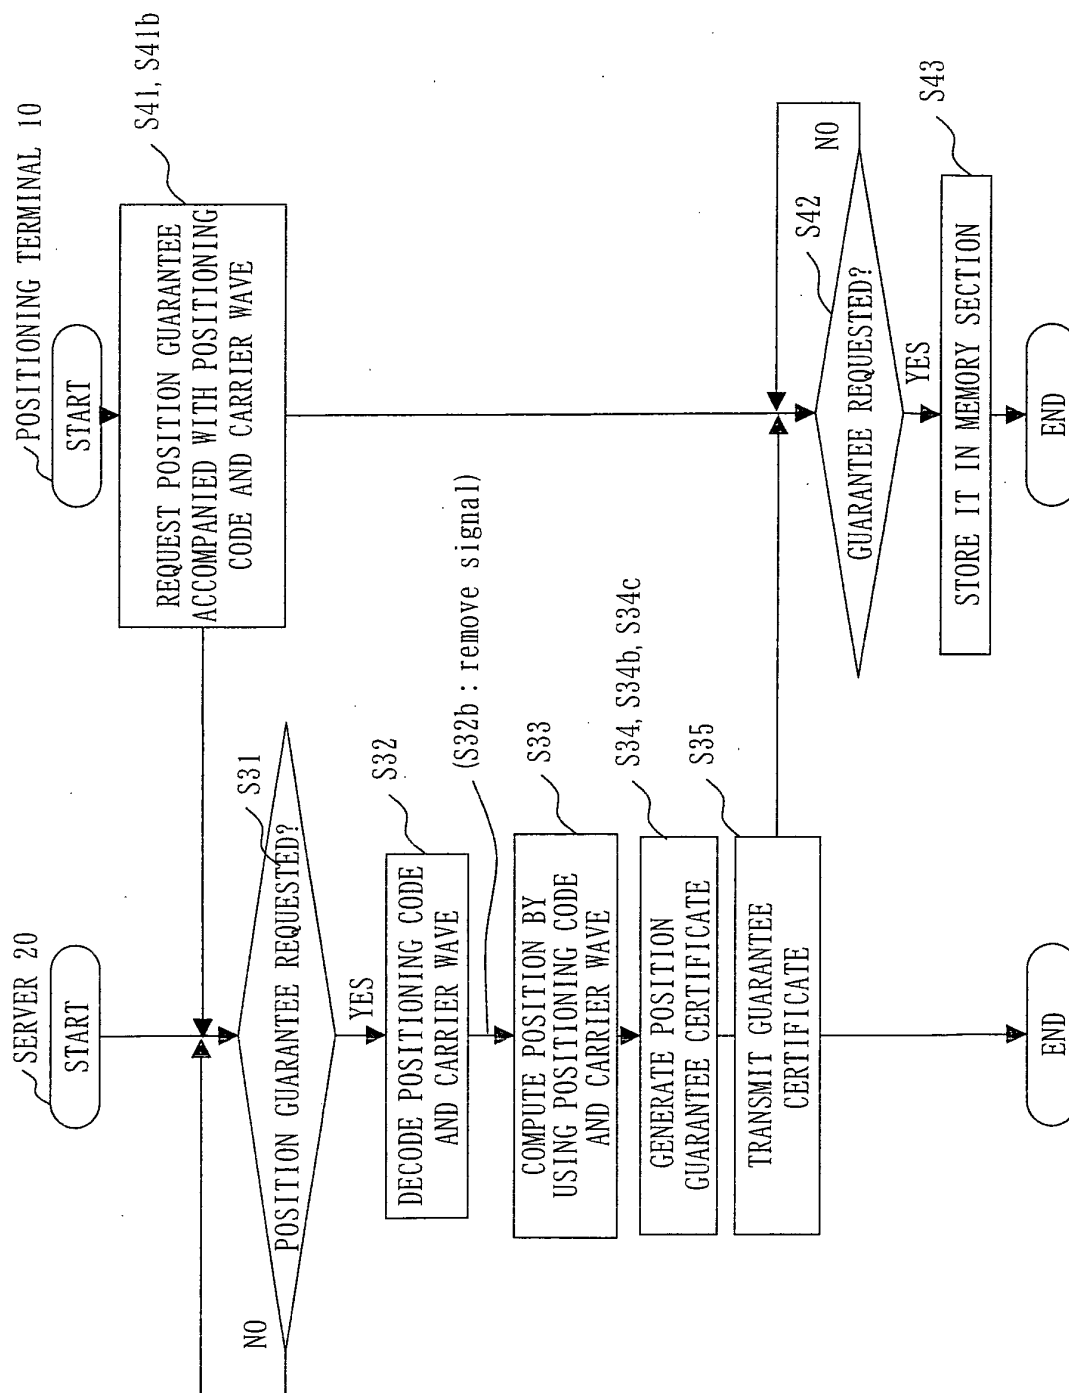 SERVER 20
START
S31
POSITION GUARANTEE REQUESTED?
NO
YES
S32
DECODE POSITIONING CODE
AND CARRIER WAVE
(S32b : remove signal)
S33
COMPUTE POSITION BY
USING POSITIONING CODE
AND CARRIER WAVE
S34, S34b, S34c
GENERATE POSITION
GUARANTEE CERTIFICATE
S35
TRANSMIT GUARANTEE
CERTIFICATE
END
POSITIONING TERMINAL 10
START
S41, S41b
REQUEST POSITION GUARANTEE
ACCOMPANIED WITH POSITIONING
CODE AND CARRIER WAVE
S42
GUARANTEE REQUESTED?
NO
YES
S43
STORE IT IN MEMORY SECTION
END